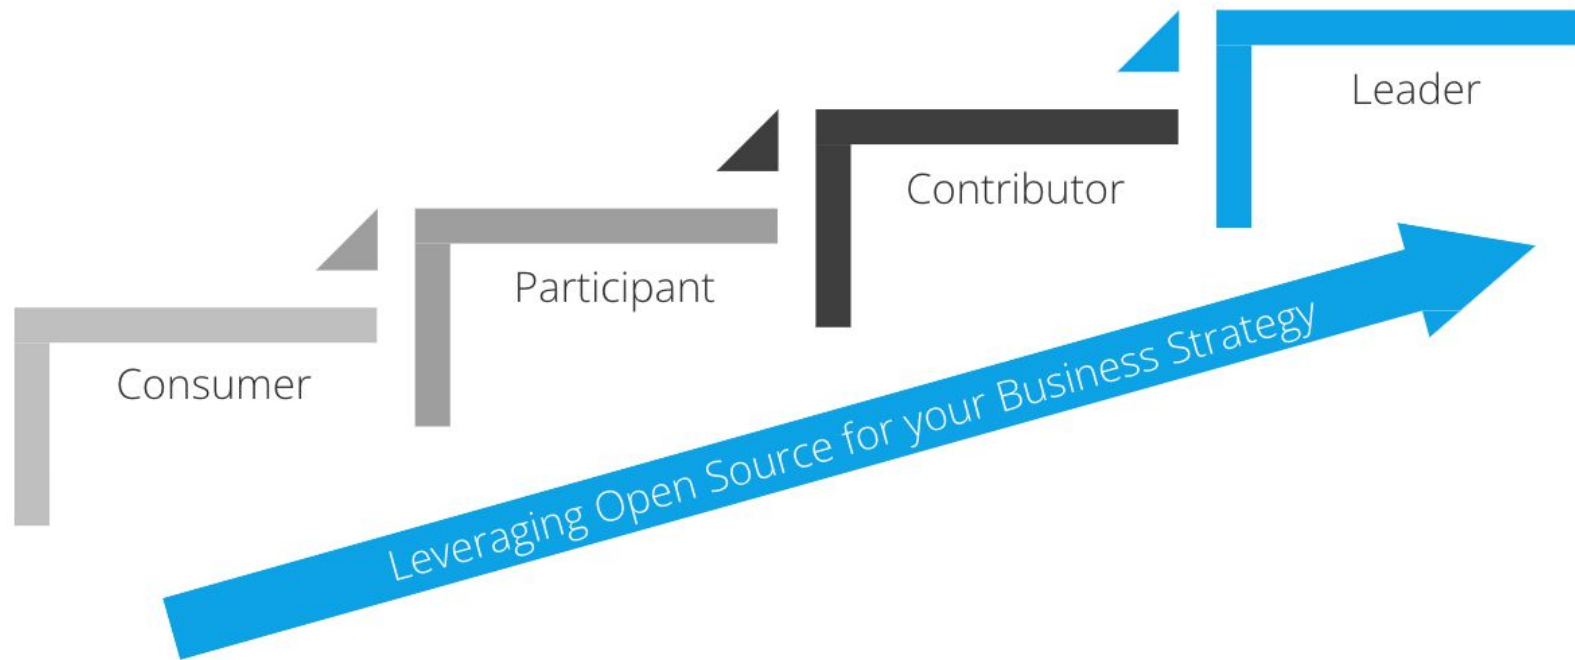 Leader
Contributor
Participant
Consumer
Leveraging Open Source for your Business Strategy